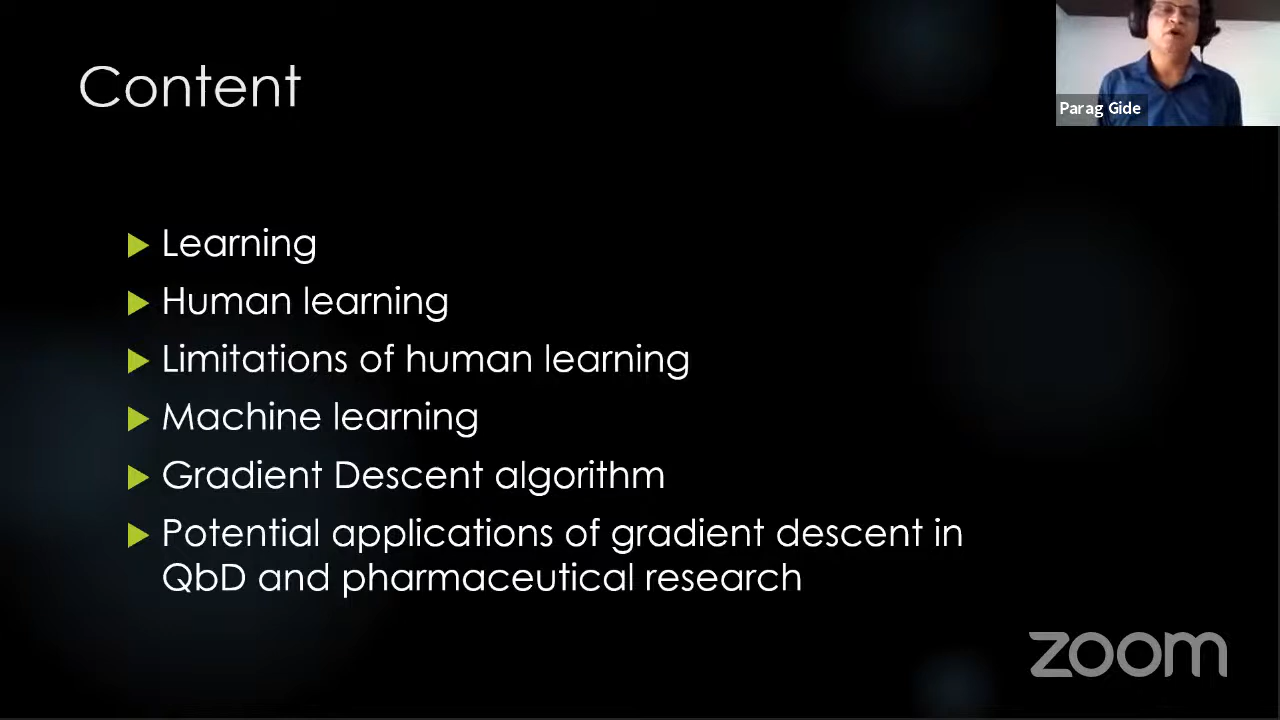 Content
Parag Gide
Learning
Human learning
Limitations of human learning
Machine learning
Gradient Descent algorithm
Potential applications of gradient descent in
QbD and pharmaceutical research
zoom